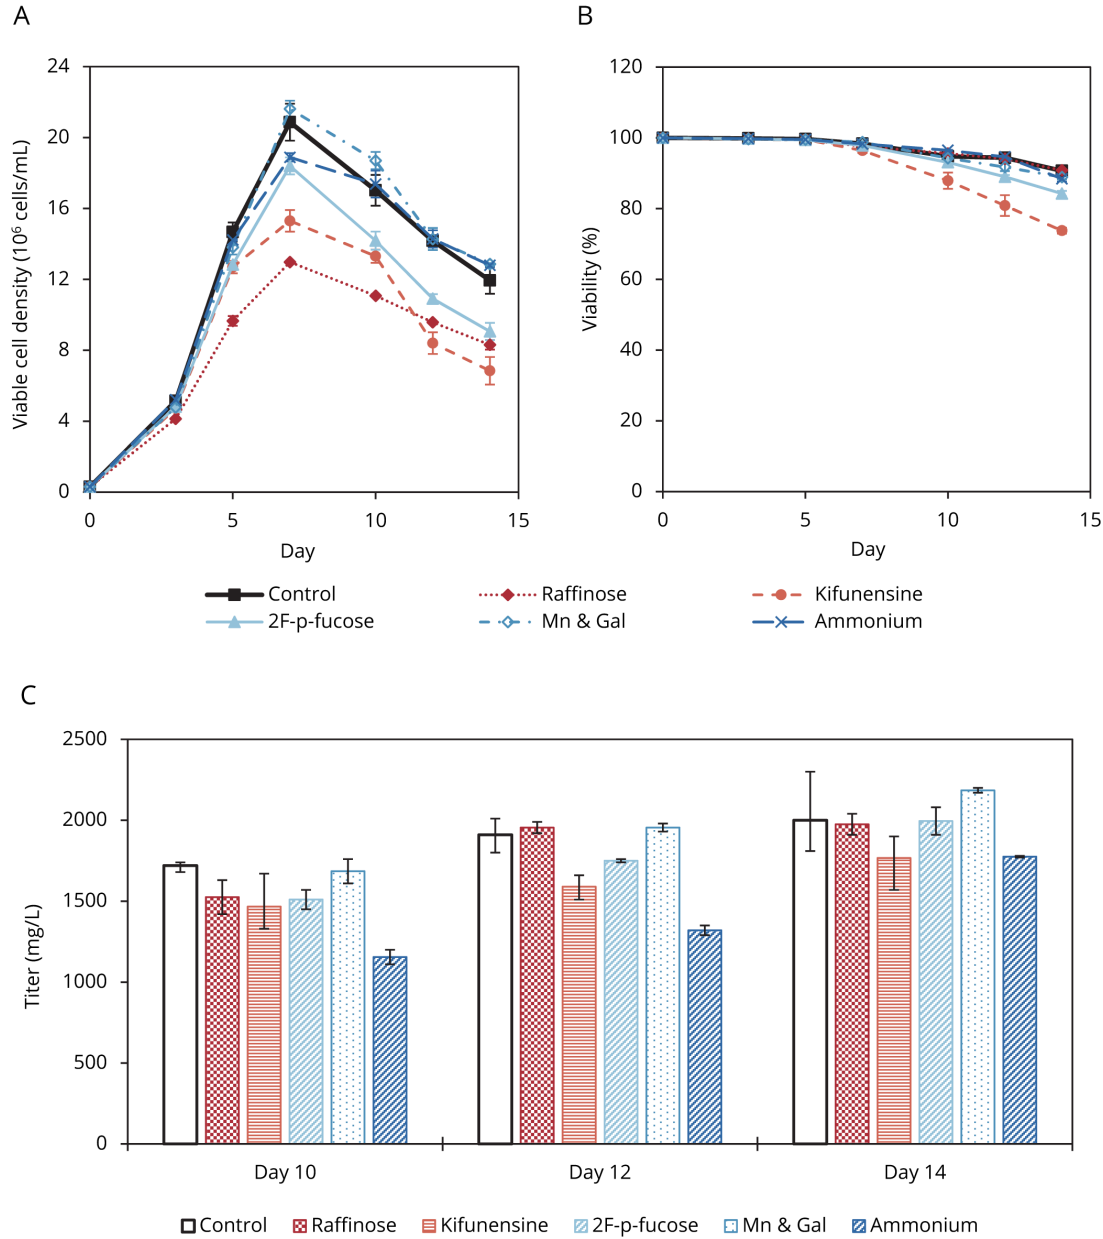 A
B
24
20
16
12
8
4
0
Viable cell density (10⁶ cells/mL)
0 5 10 15
Day
120
100
80
60
40
20
0
Viability (%)
0 5 10 15
Day
Control Raffinose Kifunensine
2F-p-fucose Mn & Gal Ammonium
C
2500
2000
1500
1000
500
0
Titer (mg/L)
Day 10 Day 12 Day 14
Control Raffinose Kifunensine 2F-p-fucose Mn & Gal Ammonium